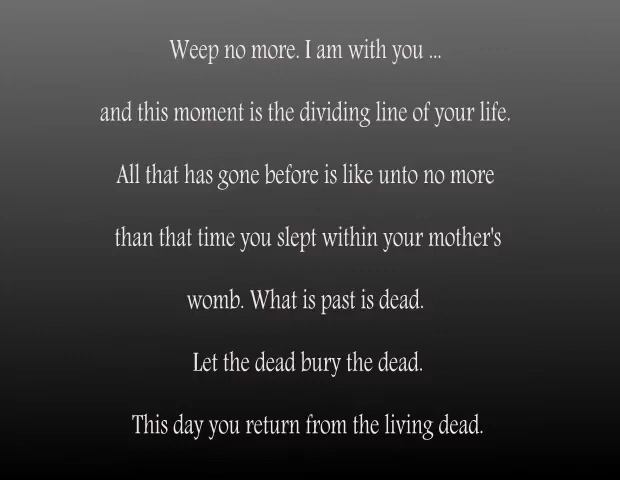 Weep no more. I am with you ...
and this moment is the dividing line of your life.
All that has gone before is like unto no more
than that time you slept within your mother's
womb. What is past is dead.
Let the dead bury the dead.
This day you return from the living dead.